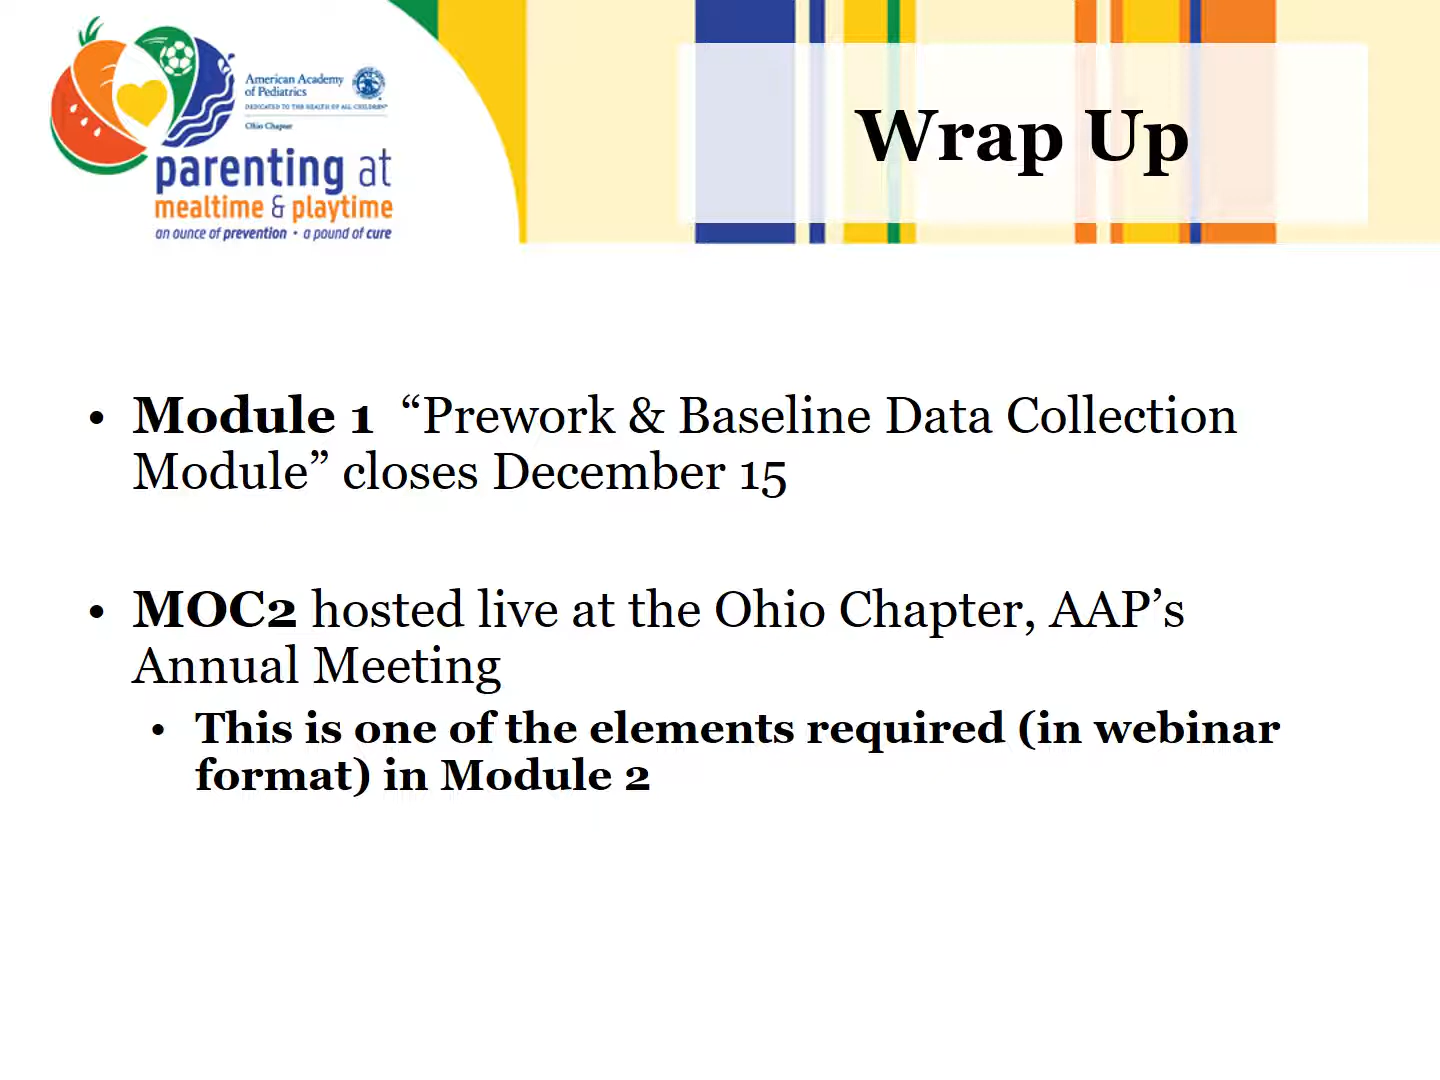 American Academy
of Pediatrics
DEDICATED TO THE HEALTH OF ALL CHILDREN
Ohio Chapter
parenting at
mealtime & playtime
an ounce of prevention • a pound of cure
Wrap Up
• Module 1 “Prework & Baseline Data Collection
Module” closes December 15
• MOC2 hosted live at the Ohio Chapter, AAP’s
Annual Meeting
• This is one of the elements required (in webinar
format) in Module 2